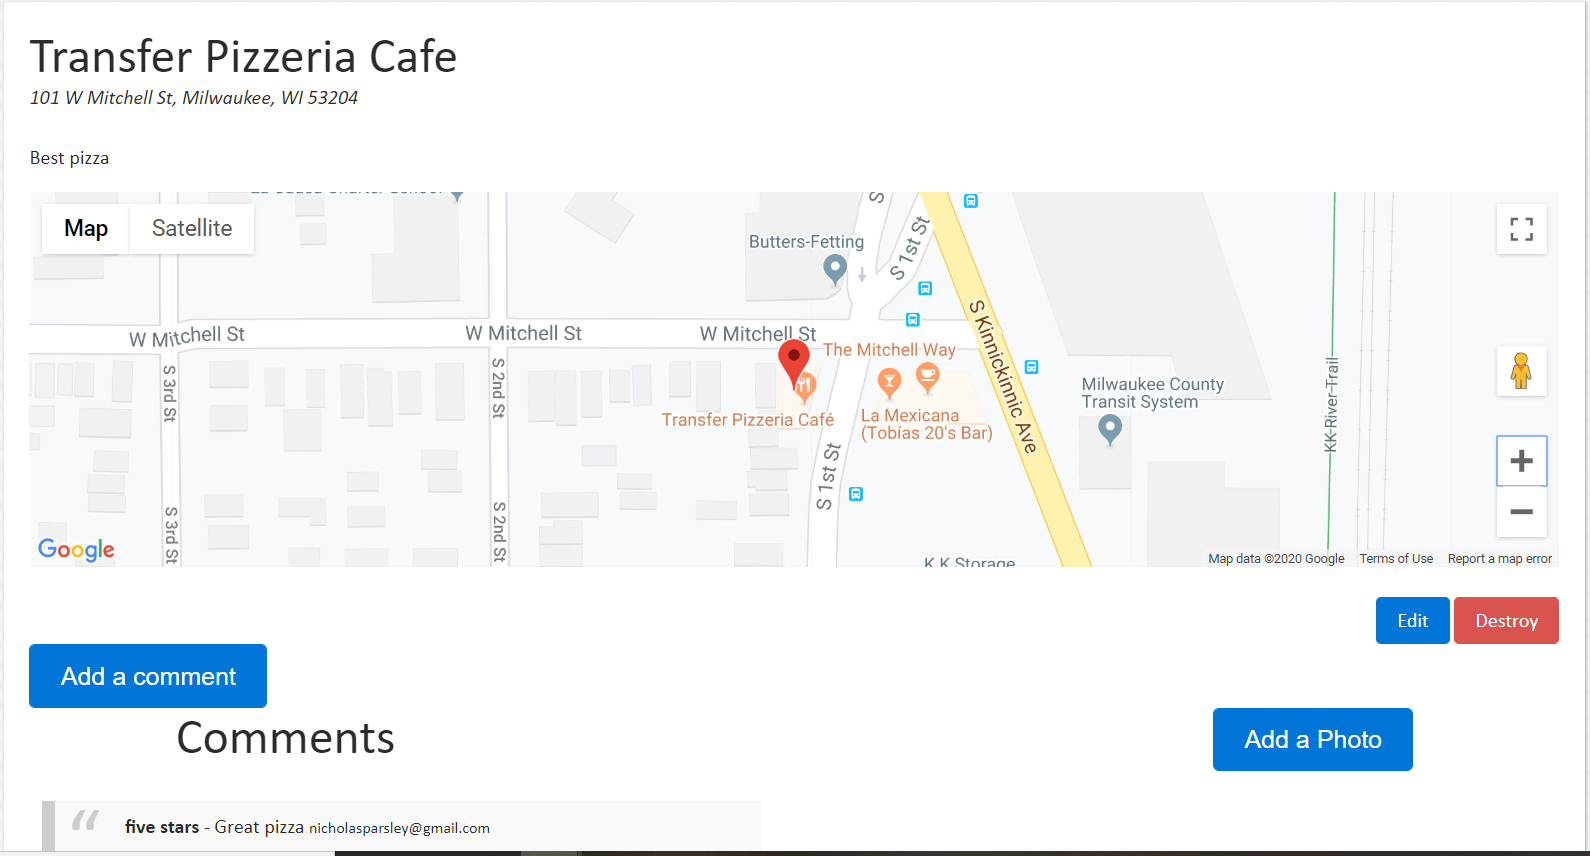 Transfer Pizzeria Cafe
101 W Mitchell St, Milwaukee, WI 53204
Best pizza
Map
Satellite
Butters-Fetting
S 1st St
S
W Mitchell St
W Mitchell St
W Mitchell St
S Kinnickinnic Ave
The Mitchell Way
S 3rd St
S 2nd St
Transfer Pizzeria Café
La Mexicana
(Tobías 20's Bar)
Milwaukee County
Transit System
KK-River-Trail
S 1st St
S 3rd St
S 2nd St
Google
K K Storage
Map data ©2020 Google
Terms of Use
Report a map error
Edit
Destroy
Add a comment
Comments
Add a Photo
“ five stars - Great pizza nicholasparsley@gmail.com